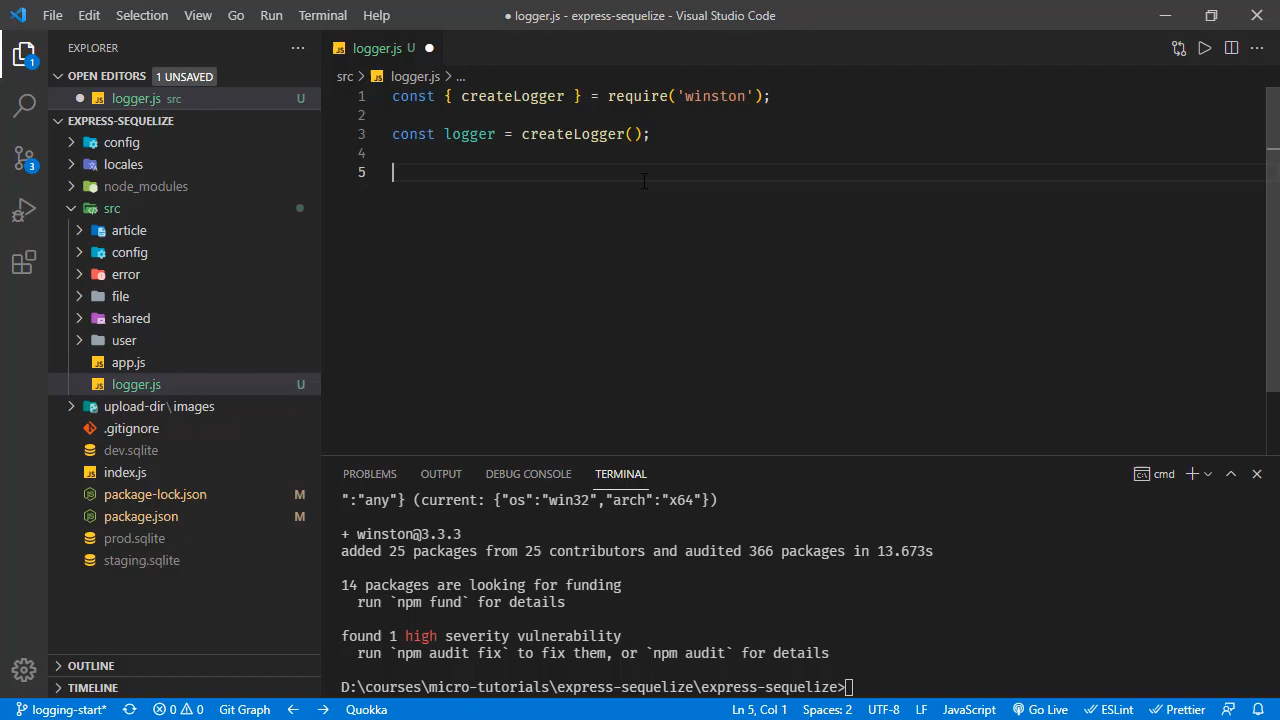 File Edit Selection View Go Run Terminal Help
● logger.js - express-sequelize - Visual Studio Code
EXPLORER
OPEN EDITORS 1 UNSAVED
logger.js src U
EXPRESS-SEQUELIZE
config
locales
node_modules
src
article
config
error
file
shared
user
app.js
logger.js U
upload-dir\images
.gitignore
dev.sqlite
index.js
package-lock.json M
package.json M
prod.sqlite
staging.sqlite
OUTLINE
TIMELINE
1
3
logger.js U
src > logger.js > ...
1 const { createLogger } = require('winston');
2
3 const logger = createLogger();
4
5
PROBLEMS OUTPUT DEBUG CONSOLE TERMINAL
cmd
":"any"} (current: {"os":"win32","arch":"x64"})
+ winston@3.3.3
added 25 packages from 25 contributors and audited 366 packages in 13.673s
14 packages are looking for funding
run `npm fund` for details
found 1 high severity vulnerability
run `npm audit fix` to fix them, or `npm audit` for details
D:\courses\micro-tutorials\express-sequelize\express-sequelize>
logging-start* 0 0 Git Graph Quokka Ln 5, Col 1 Spaces: 2 UTF-8 LF JavaScript Go Live ESLint Prettier